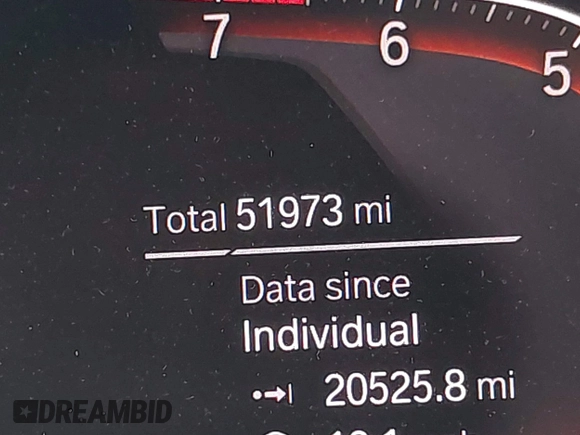 7 6 5
Total 51973 mi
Data since
Individual
20525.8 mi
DREAMBID